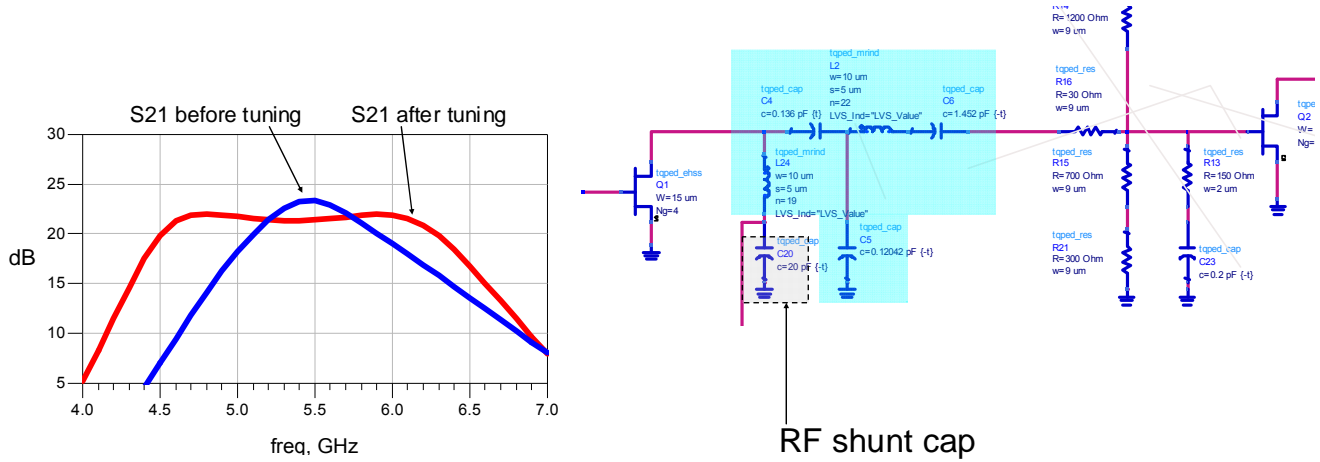 S21 before tuning
S21 after tuning
30
25
20
15
10
5
dB
4.0
4.5
5.0
5.5
6.0
6.5
7.0
freq, GHz
tqped_ehss
Q1
W=15 um
Ng=4
tqped_cap
C4
c=0.136 pF {t}
tqped_mrind
L2
w=10 um
s=5 um
n=22
LVS_Ind="LVS_Value"
tqped_cap
C6
c=1.452 pF {-t}
tqped_mrind
L24
w=10 um
s=5 um
n=19
LVS_Ind="LVS_Value"
tqped_cap
C20
c=20 pF {-t}
tqped_cap
C5
c=0.12042 pF {-t}
R=1200 Ohm
w=9 um
tqped_res
R16
R=30 Ohm
w=9 um
tqped_res
R15
R=700 Ohm
w=9 um
tqped_res
R21
R=300 Ohm
w=9 um
tqped_res
R13
R=150 Ohm
w=2 um
tqped_cap
C23
c=0.2 pF {-t}
Q2
W=
Ng=
RF shunt cap